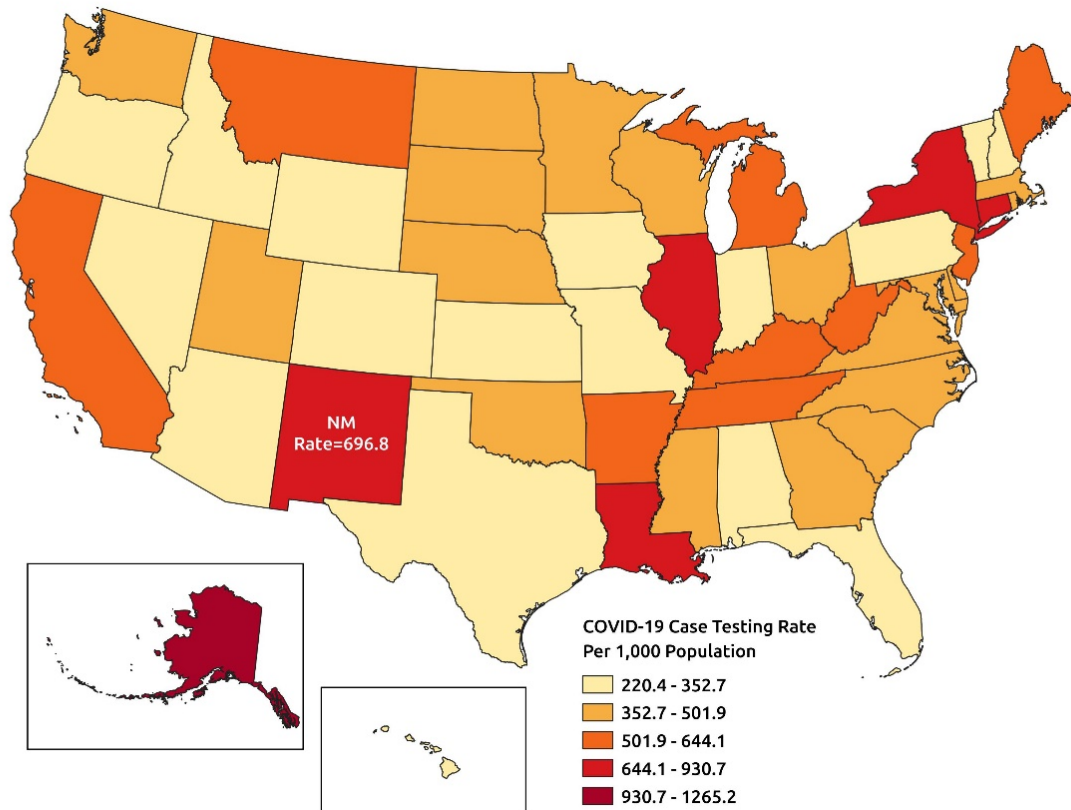 NM
Rate=696.8
COVID-19 Case Testing Rate
Per 1,000 Population
220.4 - 352.7
352.7 - 501.9
501.9 - 644.1
644.1 - 930.7
930.7 - 1265.2